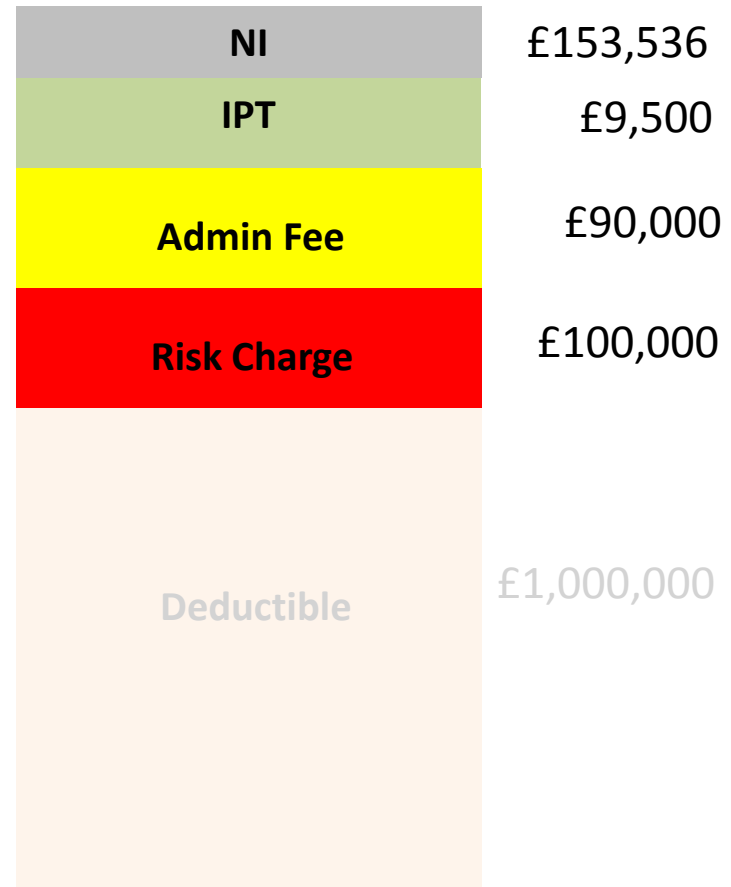 NI £153,536
IPT £9,500
Admin Fee £90,000
Risk Charge £100,000
Deductible £1,000,000